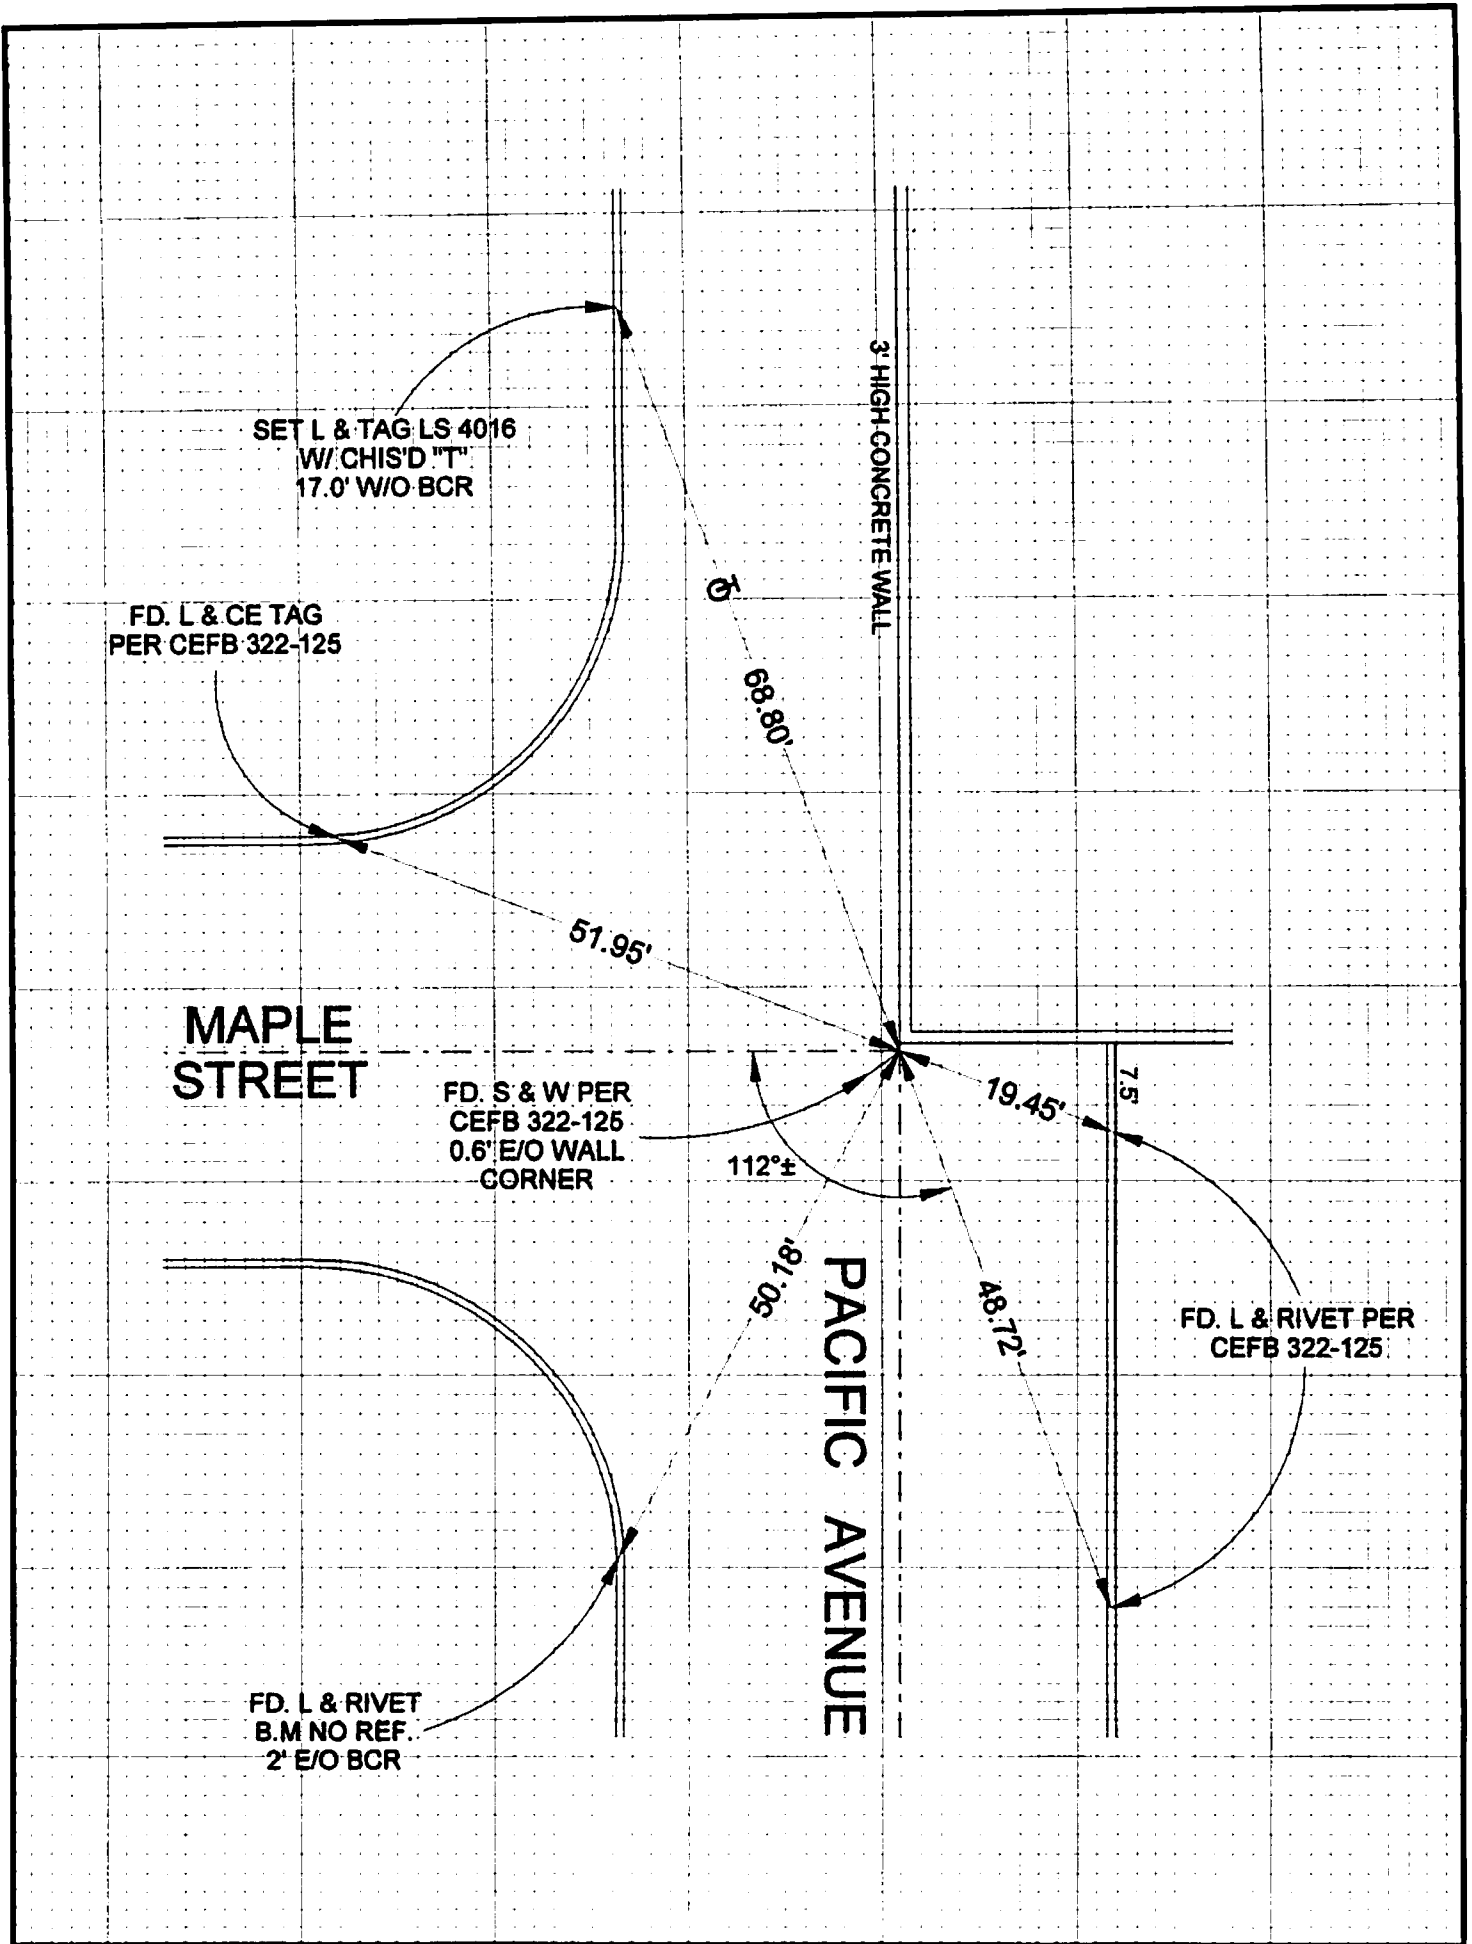 3' HIGH CONCRETE WALL
SET L & TAG LS 4016
W/ CHIS'D "T"
17.0' W/O BCR
FD. L & CE TAG
PER CEFB 322-125
68.80'
51.95'
MAPLE
STREET
FD. S & W PER
CEFB 322-125
0.6' E/O WALL
CORNER
112°±
19.45'
7.5'
50.18'
48.72'
PACIFIC AVENUE
FD. L & RIVET PER
CEFB 322-125
FD. L & RIVET
B.M NO REF.
2' E/O BCR